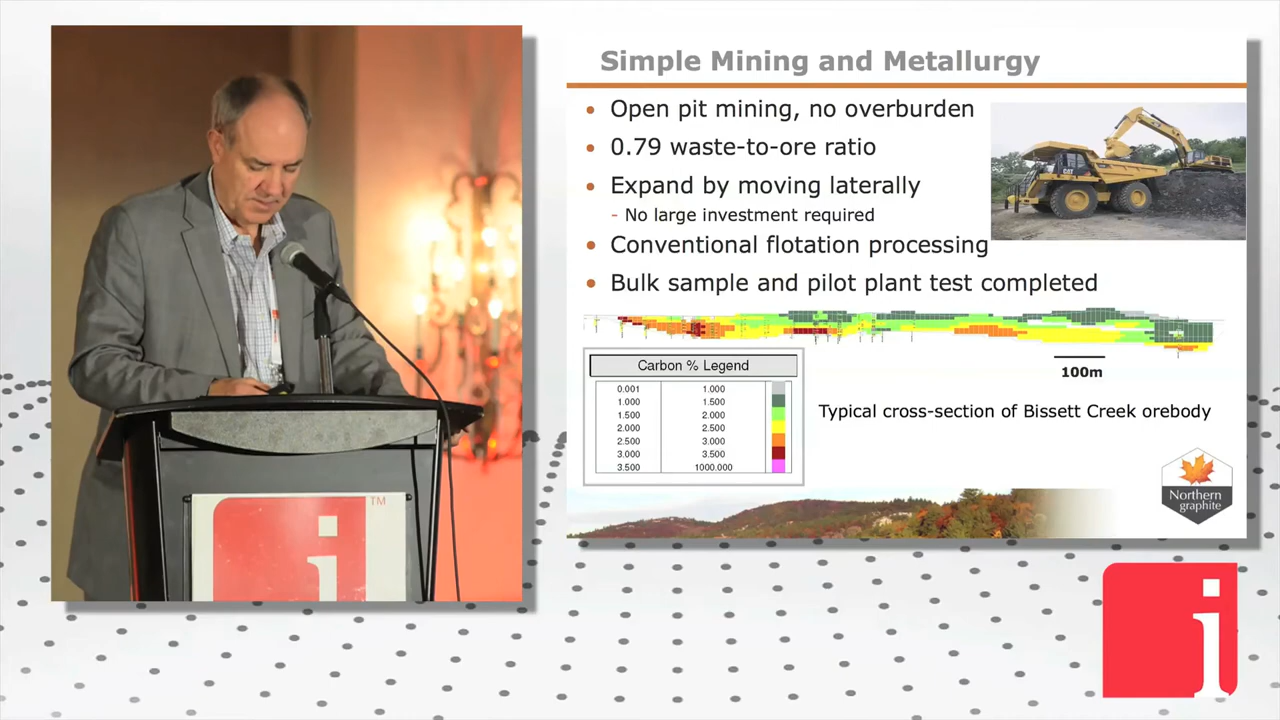 Simple Mining and Metallurgy
• Open pit mining, no overburden
• 0.79 waste-to-ore ratio
• Expand by moving laterally
- No large investment required
• Conventional flotation processing
• Bulk sample and pilot plant test completed
CAT
100m
Carbon % Legend
0.001 1.000
1.000 1.500
1.500 2.000
2.000 2.500
2.500 3.000
3.000 3.500
3.500 1000.000
Typical cross-section of Bissett Creek orebody
Northern
graphite
i
TM
i